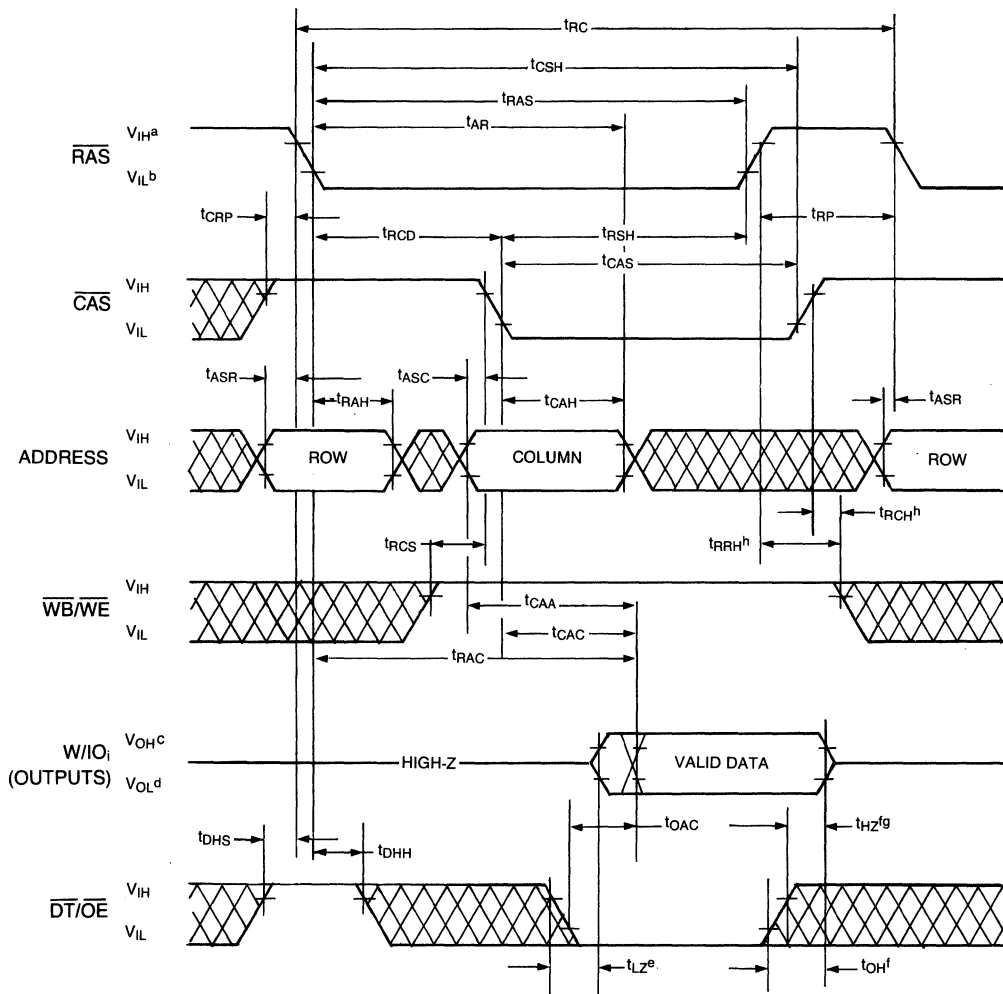 tRC
tCSH
tRAS
tAR
VIHa
RAS
VILb
tCRP
tRP
tRCD
tRSH
tCAS
VIH
CAS
VIL
tASR
tASC
tRAH
tCAH
tASR
VIH
ADDRESS
ROW
COLUMN
ROW
VIL
tRCHh
tRCS
tRRHh
VIH
WB/WE
tCAA
VIL
tCAC
tRAC
VOHc
W/IOi
HIGH-Z
VALID DATA
(OUTPUTS)
VOLd
tDHS
tOAC
tHZfg
tDHH
VIH
DT/OE
VIL
tLZe
tOHf